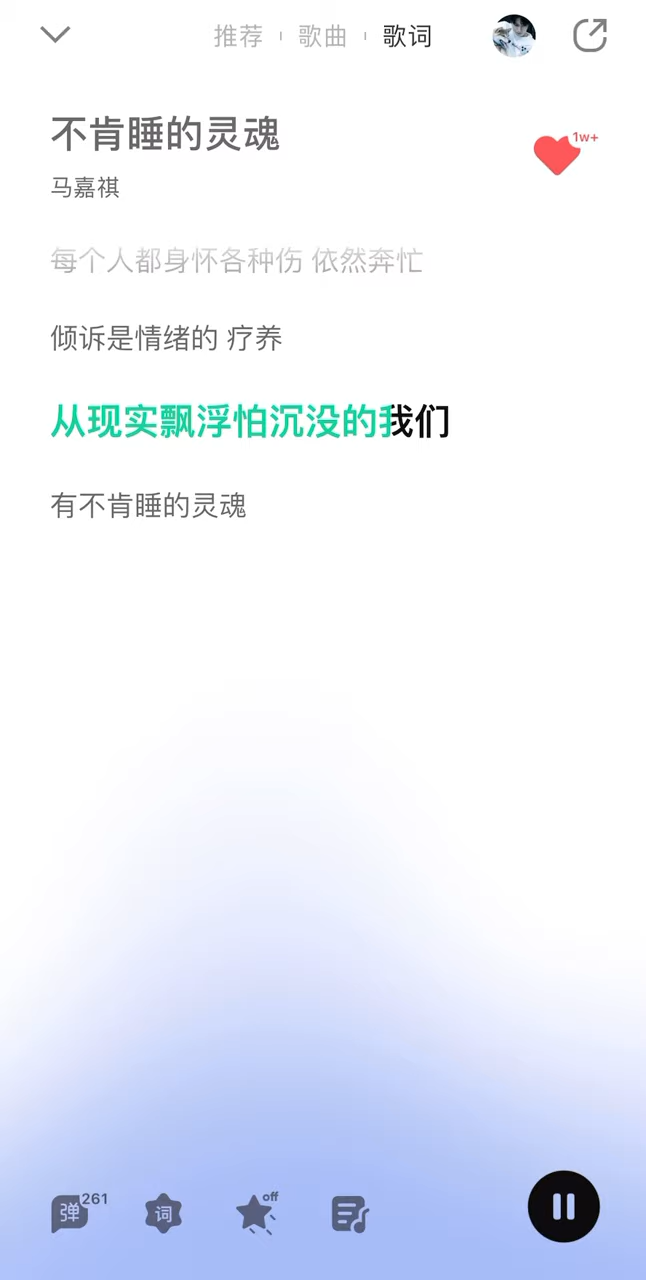 推荐 歌曲 歌词
不肯睡的灵魂
1w+
马嘉祺
每个人都身怀各种伤 依然奔忙
倾诉是情绪的 疗养
从现实飘浮怕沉没的我们
有不肯睡的灵魂
弹 261 词 off